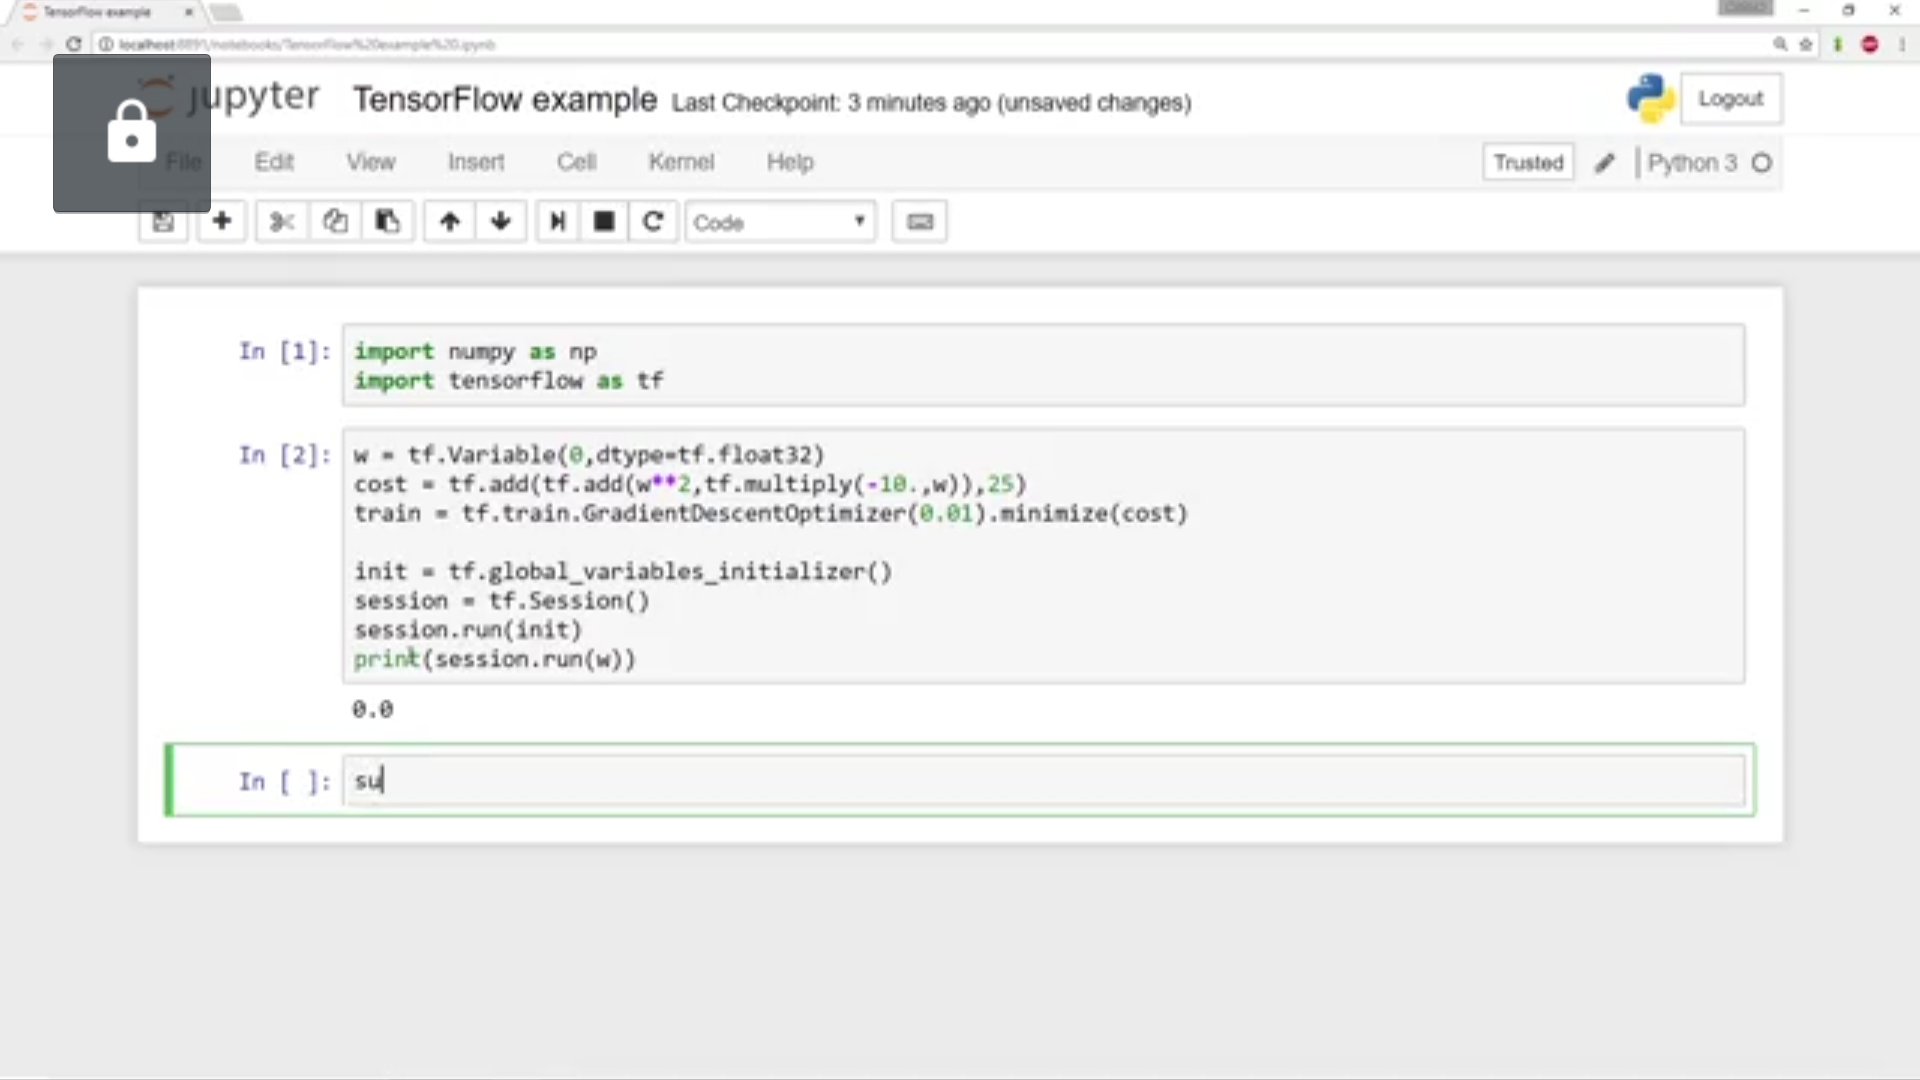 TensorFlow example
localhost:8891/notebooks/TensorFlow%20example%20.ipynb
jupyter TensorFlow example Last Checkpoint: 3 minutes ago (unsaved changes)
Logout
File Edit View Insert Cell Kernel Help
Trusted Python 3
Code
In [1]: import numpy as np
import tensorflow as tf
In [2]: w = tf.Variable(0,dtype=tf.float32)
cost = tf.add(tf.add(w**2,tf.multiply(-10.,w)),25)
train = tf.train.GradientDescentOptimizer(0.01).minimize(cost)
init = tf.global_variables_initializer()
session = tf.Session()
session.run(init)
print(session.run(w))
0.0
In [ ]: su